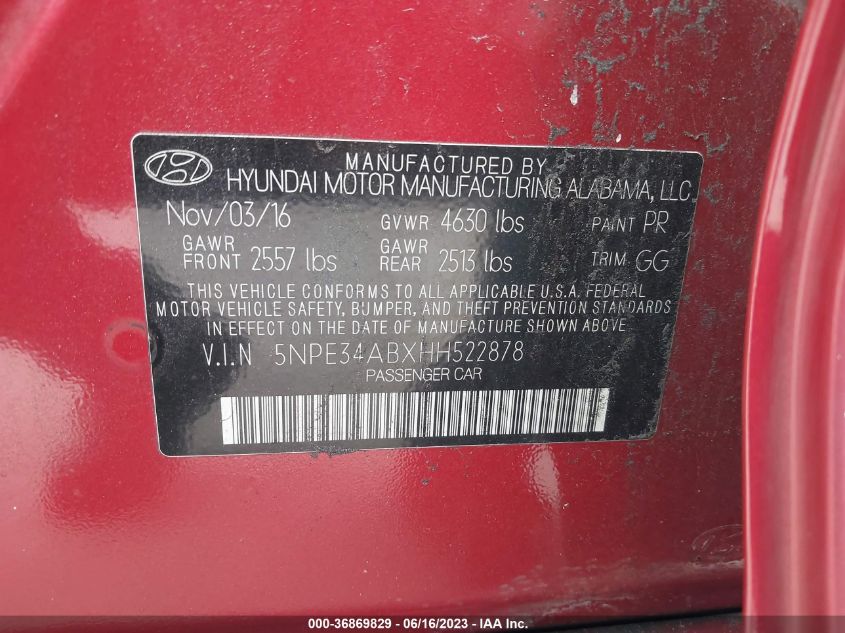 MANUFACTURED BY
HYUNDAI MOTOR MANUFACTURING ALABAMA, LLC
Nov/03/16 GVWR 4630 lbs PAINT PR
GAWR FRONT 2557 lbs GAWR REAR 2513 lbs TRIM GG
THIS VEHICLE CONFORMS TO ALL APPLICABLE U.S.A. FEDERAL
MOTOR VEHICLE SAFETY, BUMPER, AND THEFT PREVENTION STANDARDS
IN EFFECT ON THE DATE OF MANUFACTURE SHOWN ABOVE.
V.I.N 5NPE34ABXHH522878
PASSENGER CAR
000-36869829 - 06/16/2023 - IAA Inc.